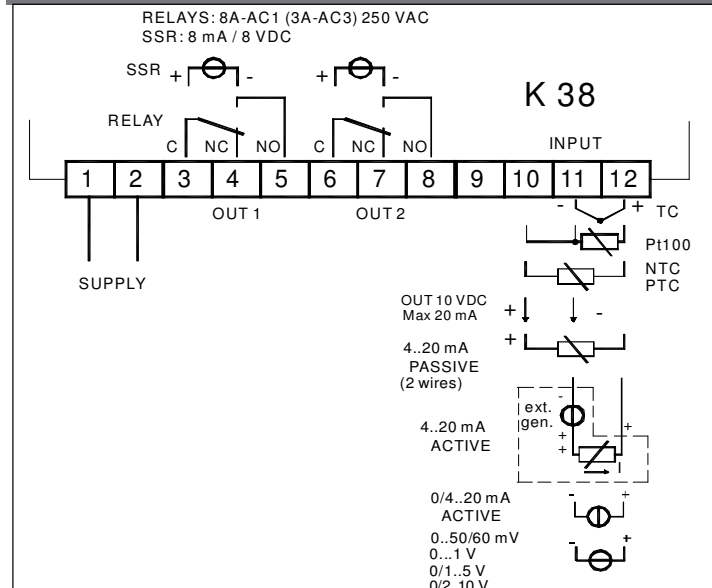 RELAYS: 8A-AC1 (3A-AC3) 250 VAC
SSR: 8 mA / 8 VDC
SSR + - + -
K 38
RELAY
C NC NO C NC NO INPUT
1 2 3 4 5 6 7 8 9 10 11 12
OUT 1 OUT 2
- + TC
Pt100
SUPPLY
NTC
PTC
OUT 10 VDC
Max 20 mA
+ -
4..20 mA
PASSIVE
(2 wires)
+
4..20 mA
ACTIVE
ext.
gen.
-
+
+
+
I
0/4..20 mA
ACTIVE
- +
0..50/60 mV
0...1 V
0/1..5 V
0/2..10 V
- +